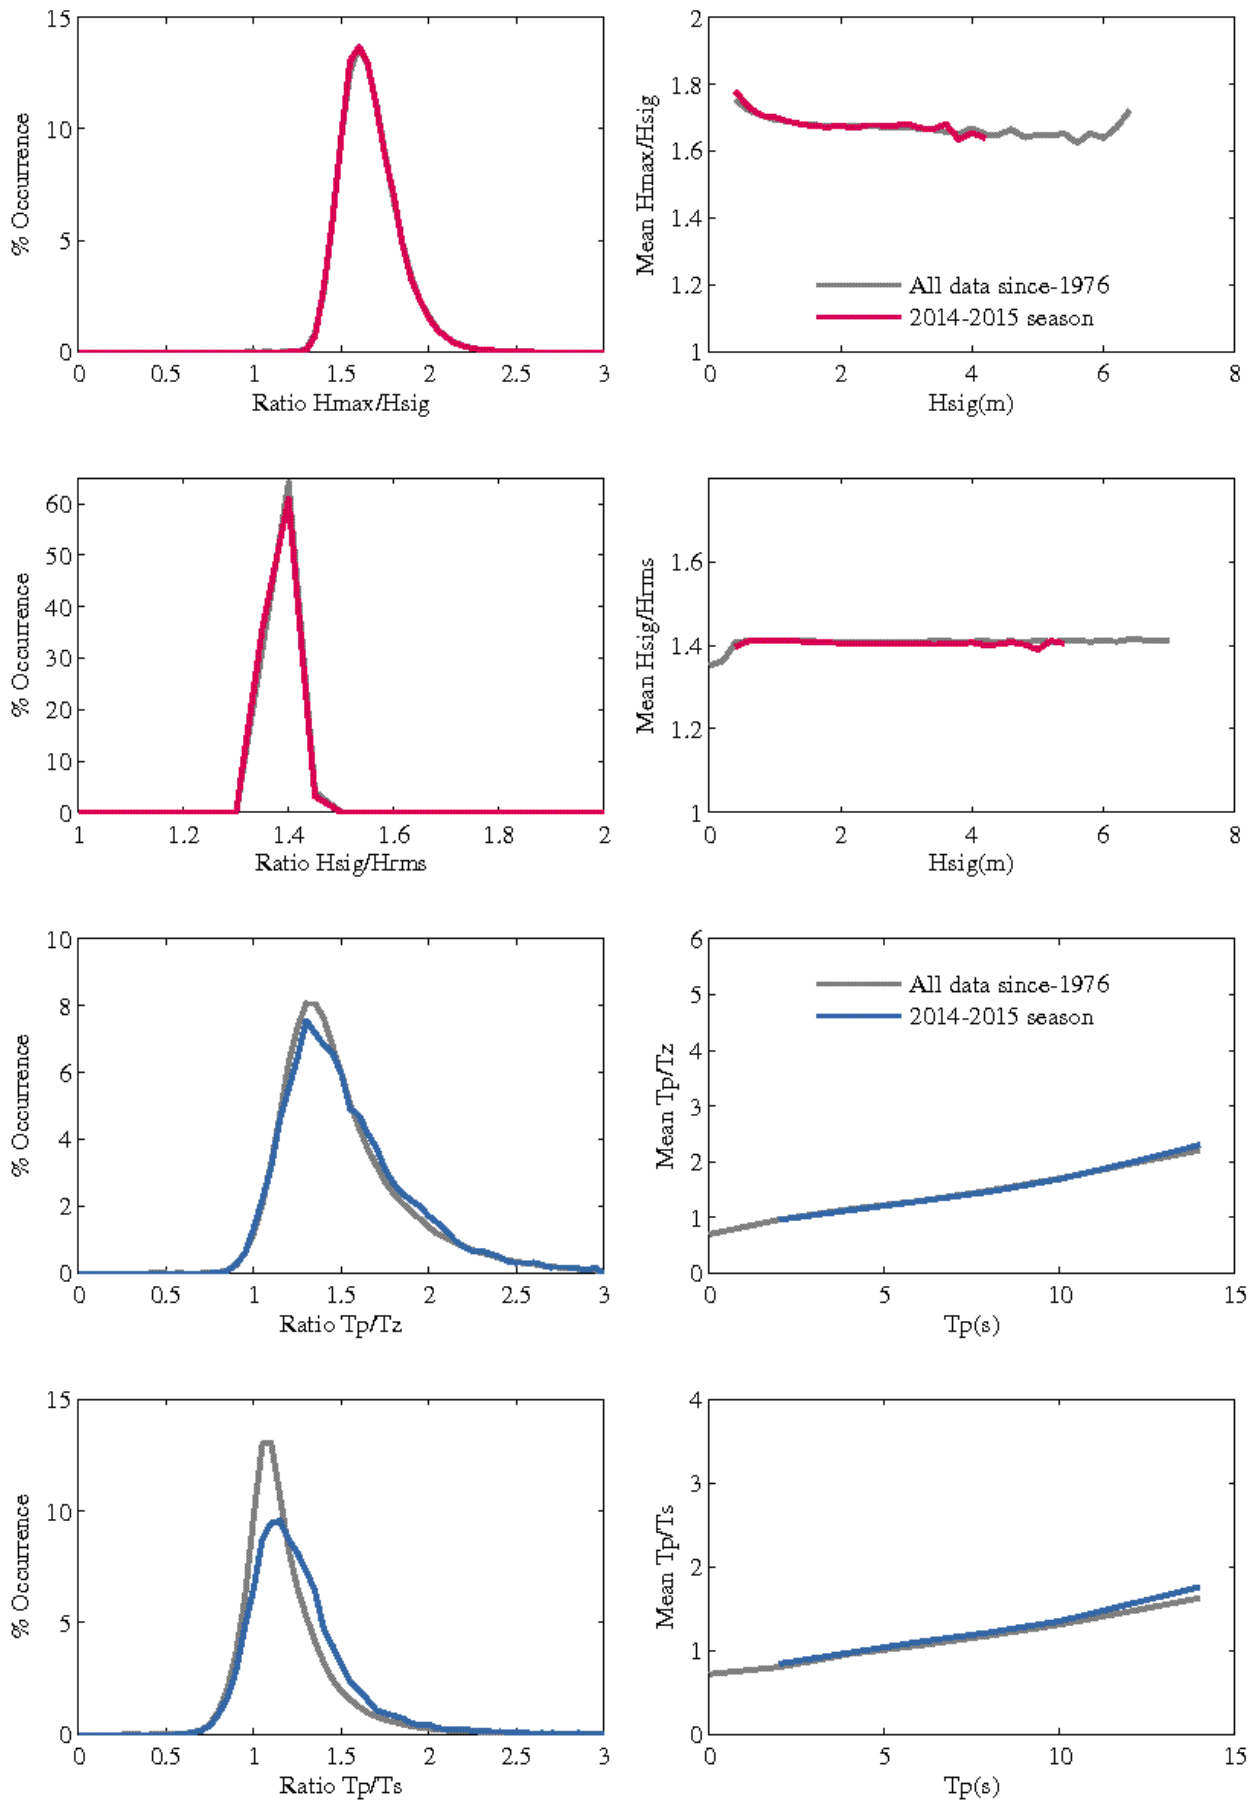 % Occurrence
15
10
5
0
0 0.5 1 1.5 2 2.5 3
Ratio Hmax/Hsig
Mean Hmax/Hsig
2
1.8
1.6
1.4
1.2
1
All data since-1976
2014-2015 season
0 2 4 6 8
Hsig(m)
% Occurrence
60
50
40
30
20
10
0
1 1.2 1.4 1.6 1.8 2
Ratio Hsig/Hrms
Mean Hsig/Hrms
1.6
1.4
1.2
1
0 2 4 6 8
Hsig(m)
% Occurrence
10
8
6
4
2
0
0 0.5 1 1.5 2 2.5 3
Ratio Tp/Tz
Mean Tp/Tz
6
5
4
3
2
1
0
All data since-1976
2014-2015 season
0 5 10 15
Tp(s)
% Occurrence
15
10
5
0
0 0.5 1 1.5 2 2.5 3
Ratio Tp/Ts
Mean Tp/Ts
4
3
2
1
0
0 5 10 15
Tp(s)